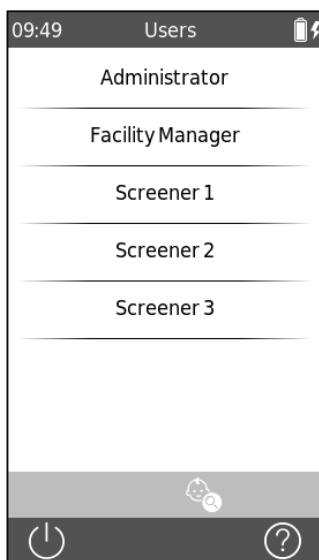 09:49 Users
Administrator
Facility Manager
Screener 1
Screener 2
Screener 3
?